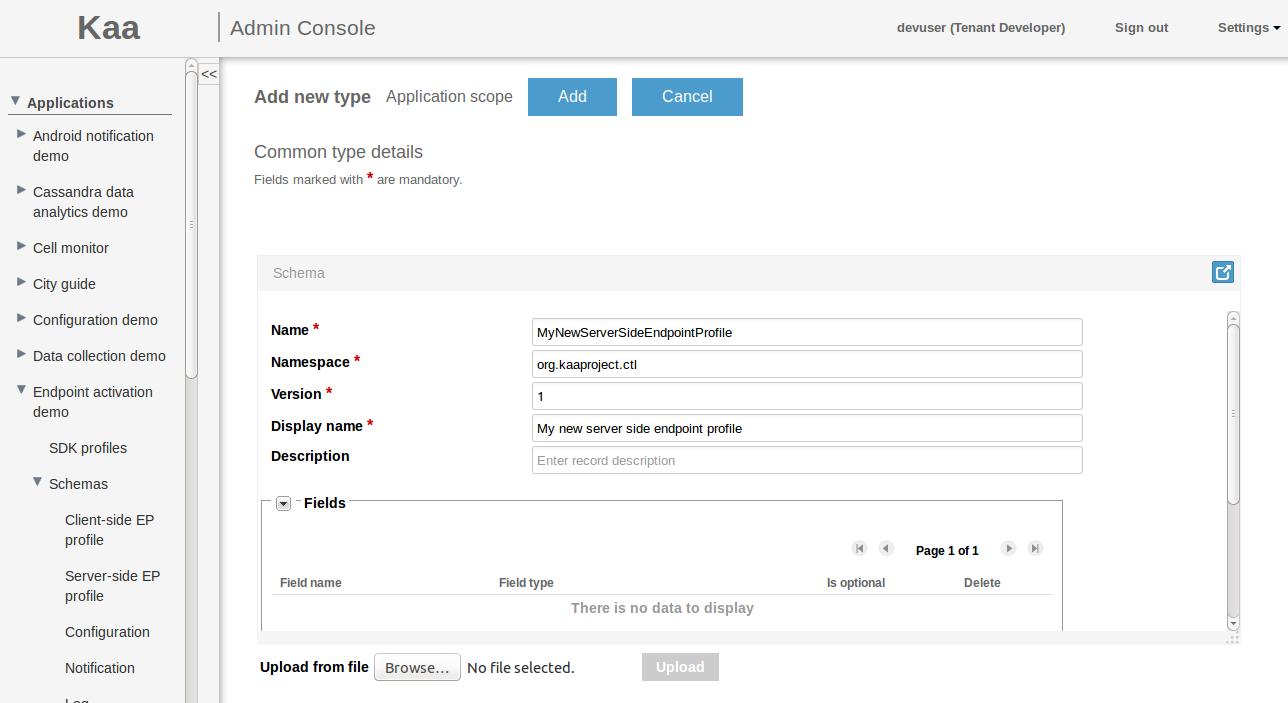 Kaa
Admin Console
devuser (Tenant Developer)
Sign out
Settings
<<
Applications
Android notification
demo
Cassandra data
analytics demo
Cell monitor
City guide
Configuration demo
Data collection demo
Endpoint activation
demo
SDK profiles
Schemas
Client-side EP
profile
Server-side EP
profile
Configuration
Notification
Log
Add new type
Application scope
Add
Cancel
Common type details
Fields marked with * are mandatory.
Schema
Name * MyNewServerSideEndpointProfile
Namespace * org.kaaproject.ctl
Version * 1
Display name * My new server side endpoint profile
Description Enter record description
Fields
Page 1 of 1
Field name Field type Is optional Delete
There is no data to display
Upload from file Browse... No file selected. Upload